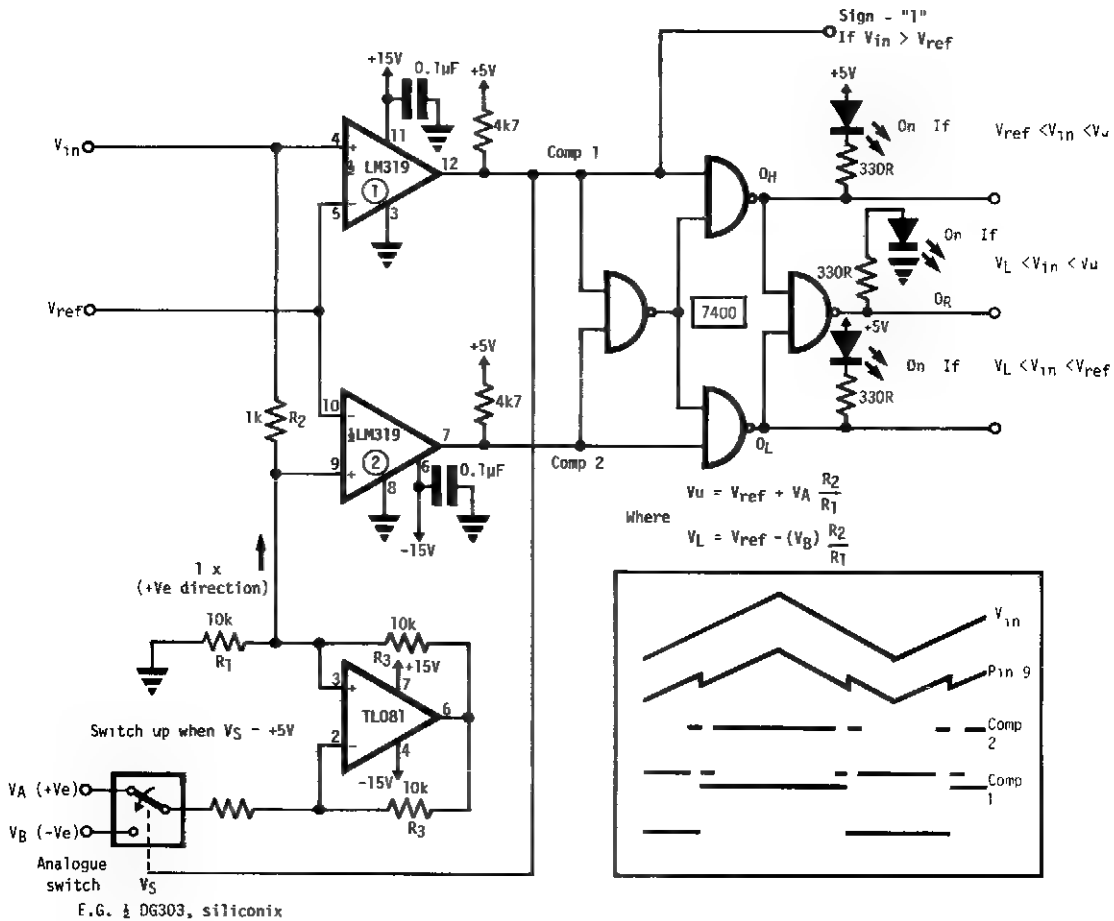 Sign - "1"
If Vin > Vref
+15V
0.1µF
+5V
4k7
+5V
On If
Vref <Vin <Vu
330R
Vin
4
+
11
½ LM319
1
12
5
-
3
Comp 1
OH
On If
VL <Vin < Vu
330R
OR
Vref
7400
+5V
+5V
On If
VL <Vin <Vref
330R
4k7
1k
R2
10
-
½LM319
2
7
9
+
6
8
0.1µF
-15V
Comp 2
OL
Where
Vu = Vref + VA R2/R1
VL = Vref - (VB) R2/R1
1 x
(+Ve direction)
10k
R1
10k
R3
+15V
3
+
7
TL081
6
2
-
4
-15V
10k
R3
Switch up when VS - +5V
VA (+Ve)
VB (-Ve)
Analogue
switch
VS
E.G. ½ DG303, siliconix
Vin
Pin 9
Comp
2
Comp
1